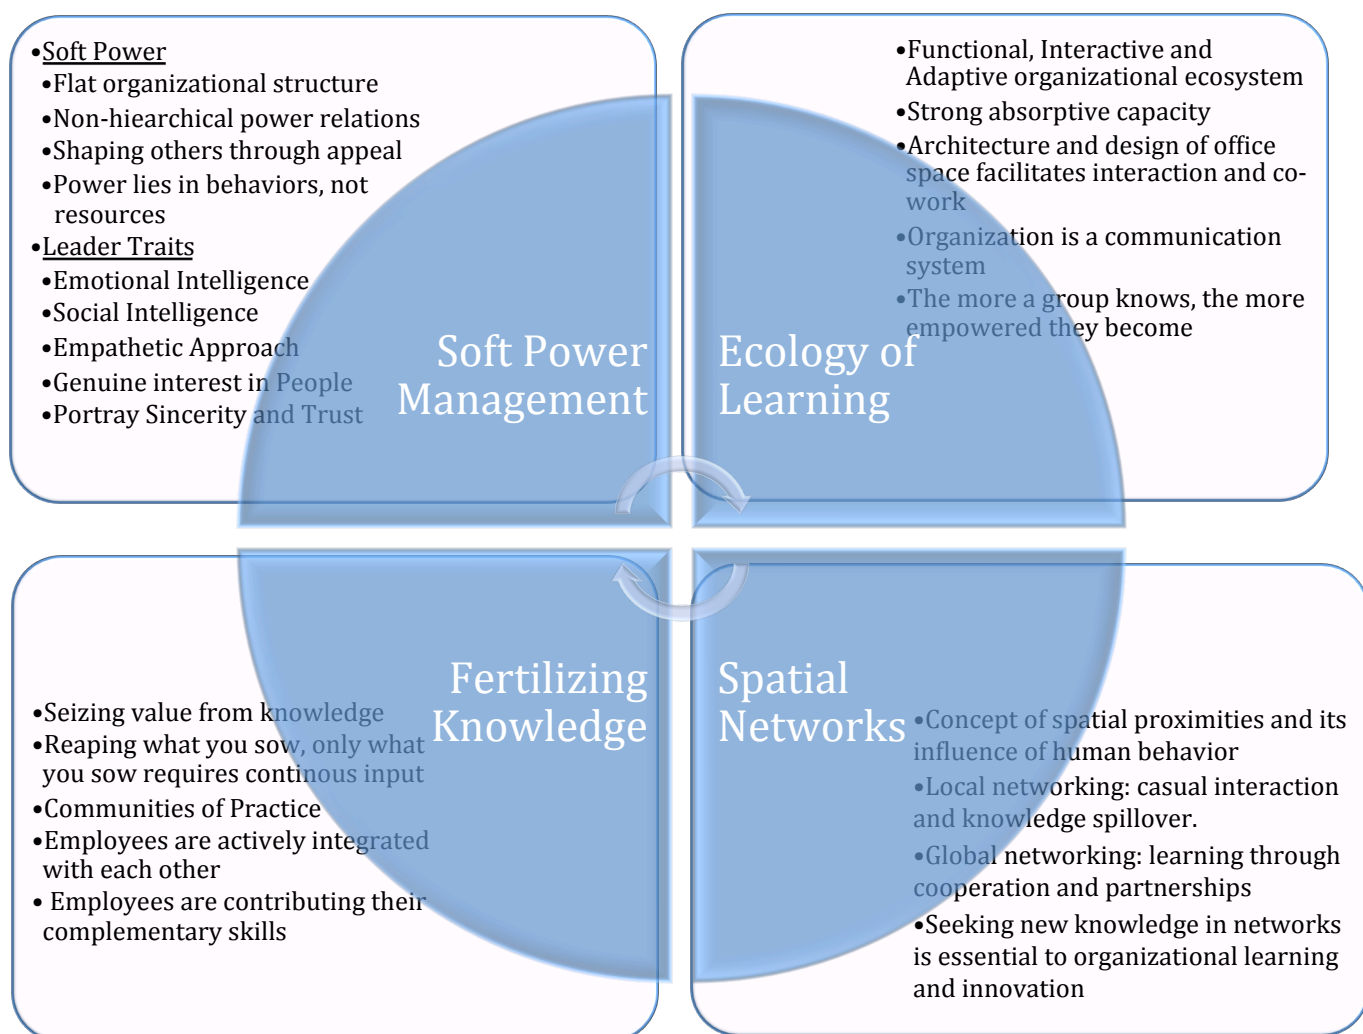 •Soft Power
•Flat organizational structure
•Non-hiearchical power relations
•Shaping others through appeal
•Power lies in behaviors, not
resources
•Leader Traits
•Emotional Intelligence
•Social Intelligence
•Empathetic Approach
•Genuine interest in People
•Portray Sincerity and Trust
Soft Power
Management
•Functional, Interactive and
Adaptive organizational ecosystem
•Strong absorptive capacity
•Architecture and design of office
space facilitates interaction and co-
work
•Organization is a communication
system
•The more a group knows, the more
empowered they become
Ecology of
Learning
Fertilizing
Knowledge
•Seizing value from knowledge
•Reaping what you sow, only what
you sow requires continous input
•Communities of Practice
•Employees are actively integrated
with each other
• Employees are contributing their
complementary skills
Spatial
Networks
•Concept of spatial proximities and its
influence of human behavior
•Local networking: casual interaction
and knowledge spillover.
•Global networking: learning through
cooperation and partnerships
•Seeking new knowledge in networks
is essential to organizational learning
and innovation